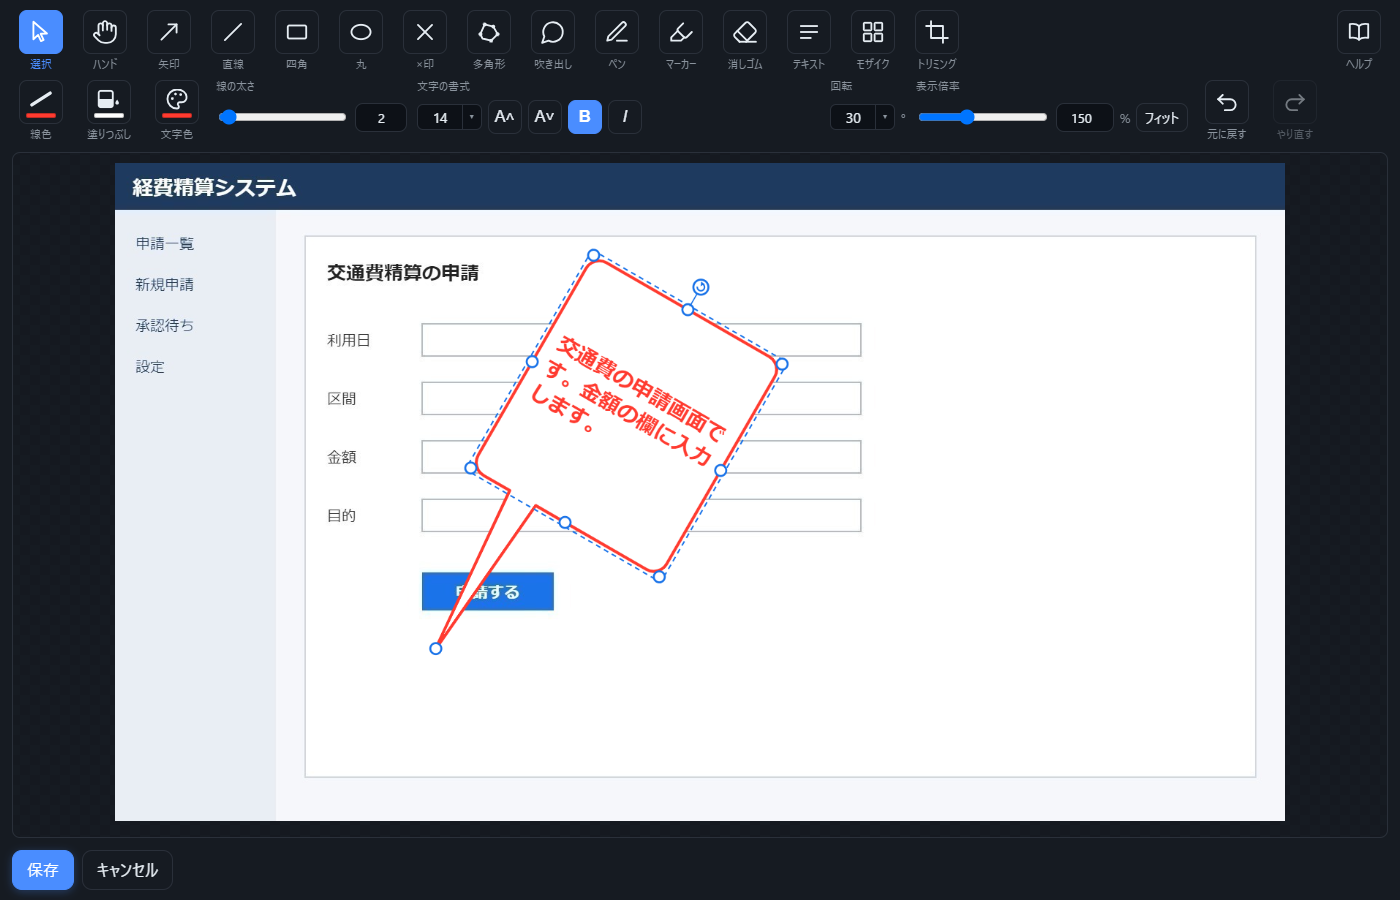 選択
ハンド
矢印
直線
四角
丸
×印
多角形
吹き出し
ペン
マーカー
消しゴム
テキスト
モザイク
トリミング
ヘルプ
線色
塗りつぶし
文字色
線の太さ
2
文字の書式
14
A^
Av
B
I
回転
30
°
表示倍率
150
%
フィット
元に戻す
やり直す
経費精算システム
申請一覧
新規申請
承認待ち
設定
交通費精算の申請
利用日
区間
金額
目的
交通費の申請画面で
す。金額の欄に入力
します。
申請する
保存
キャンセル